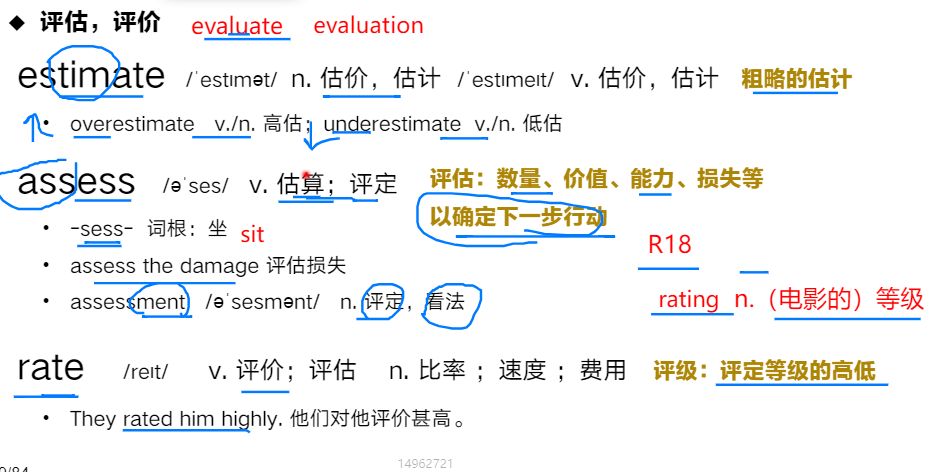 ◆ 评估，评价 evaluate evaluation
estimate /ˈestɪmət/ n. 估价，估计 /ˈestɪmeɪt/ v. 估价，估计 粗略的估计
• overestimate v./n. 高估；underestimate v./n. 低估
assess /əˈses/ v. 估算；评定 评估：数量、价值、能力、损失等
以确定下一步行动
• -sess- 词根：坐 sit
R18
• assess the damage 评估损失
• assessment /əˈsesmənt/ n. 评定，看法 rating n.（电影的）等级
rate /reɪt/ v. 评价；评估 n. 比率；速度；费用 评级：评定等级的高低
• They rated him highly. 他们对他评价甚高。
14962721